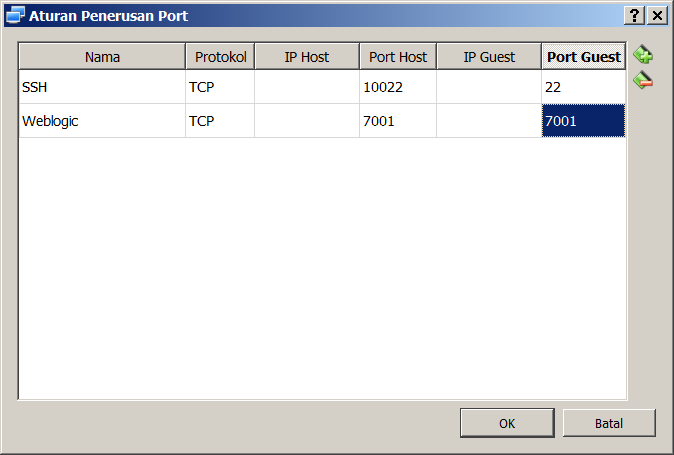 Aturan Penerusan Port
Nama Protokol IP Host Port Host IP Guest Port Guest
SSH TCP 10022 22
Weblogic TCP 7001 7001
OK Batal